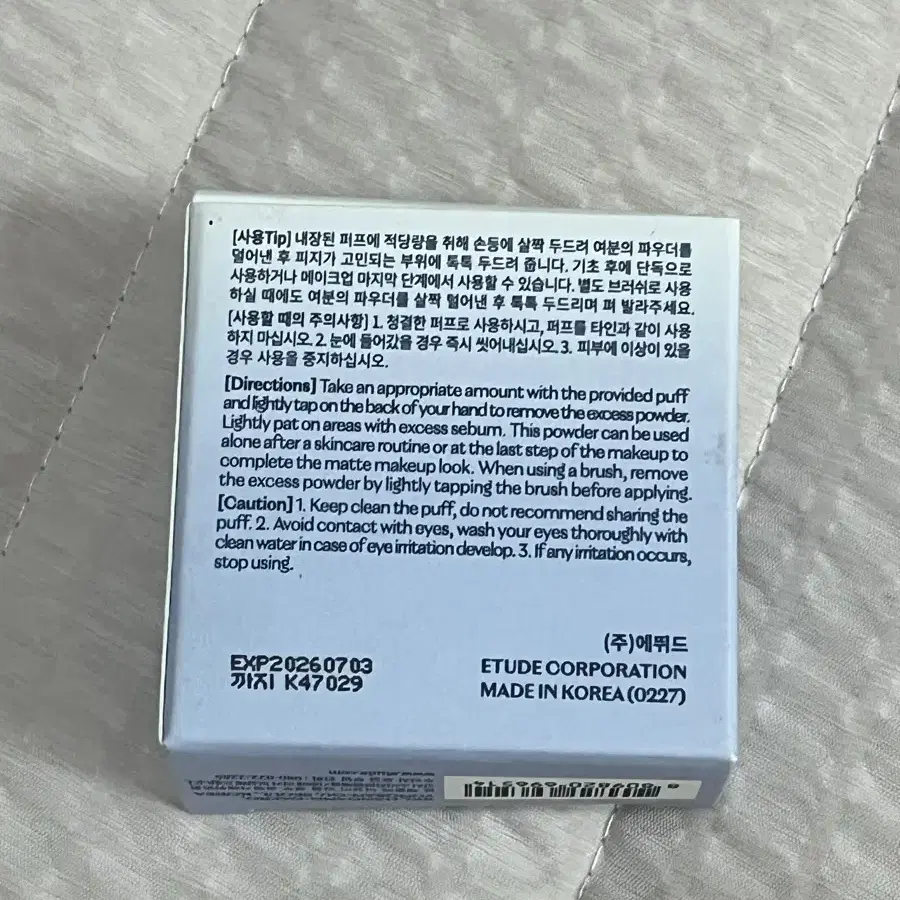 [사용Tip] 내장된 퍼프에 적당량을 취해 손등에 살짝 두드려 여분의 파우더를
덜어낸 후 피지가 고민되는 부위에 톡톡 두드려 줍니다. 기초 후에 단독으로
사용하거나 메이크업 마지막 단계에서 사용할 수 있습니다. 별도 브러쉬로 사용
하실 때에도 여분의 파우더를 살짝 털어낸 후 톡톡 두드리며 펴 발라주세요.
[사용할 때의 주의사항] 1. 청결한 퍼프로 사용하시고, 퍼프를 타인과 같이 사용
하지 마십시오. 2. 눈에 들어갔을 경우 즉시 씻어내십시오. 3. 피부에 이상이 있을
경우 사용을 중지하십시오.
[Directions] Take an appropriate amount with the provided puff
and lightly tap on the back of your hand to remove the excess powder.
Lightly pat on areas with excess sebum. This powder can be used
alone after a skincare routine or at the last step of the makeup to
complete the matte makeup look. When using a brush, remove
the excess powder by lightly tapping the brush before applying.
[Caution] 1. Keep clean the puff, do not recommend sharing the
puff. 2. Avoid contact with eyes, wash your eyes thoroughly with
clean water in case of eye irritation develop. 3. If any irritation occurs,
stop using.
(주)에뛰드
EXP20260703
ETUDE CORPORATION
까지 K47029
MADE IN KOREA (0227)